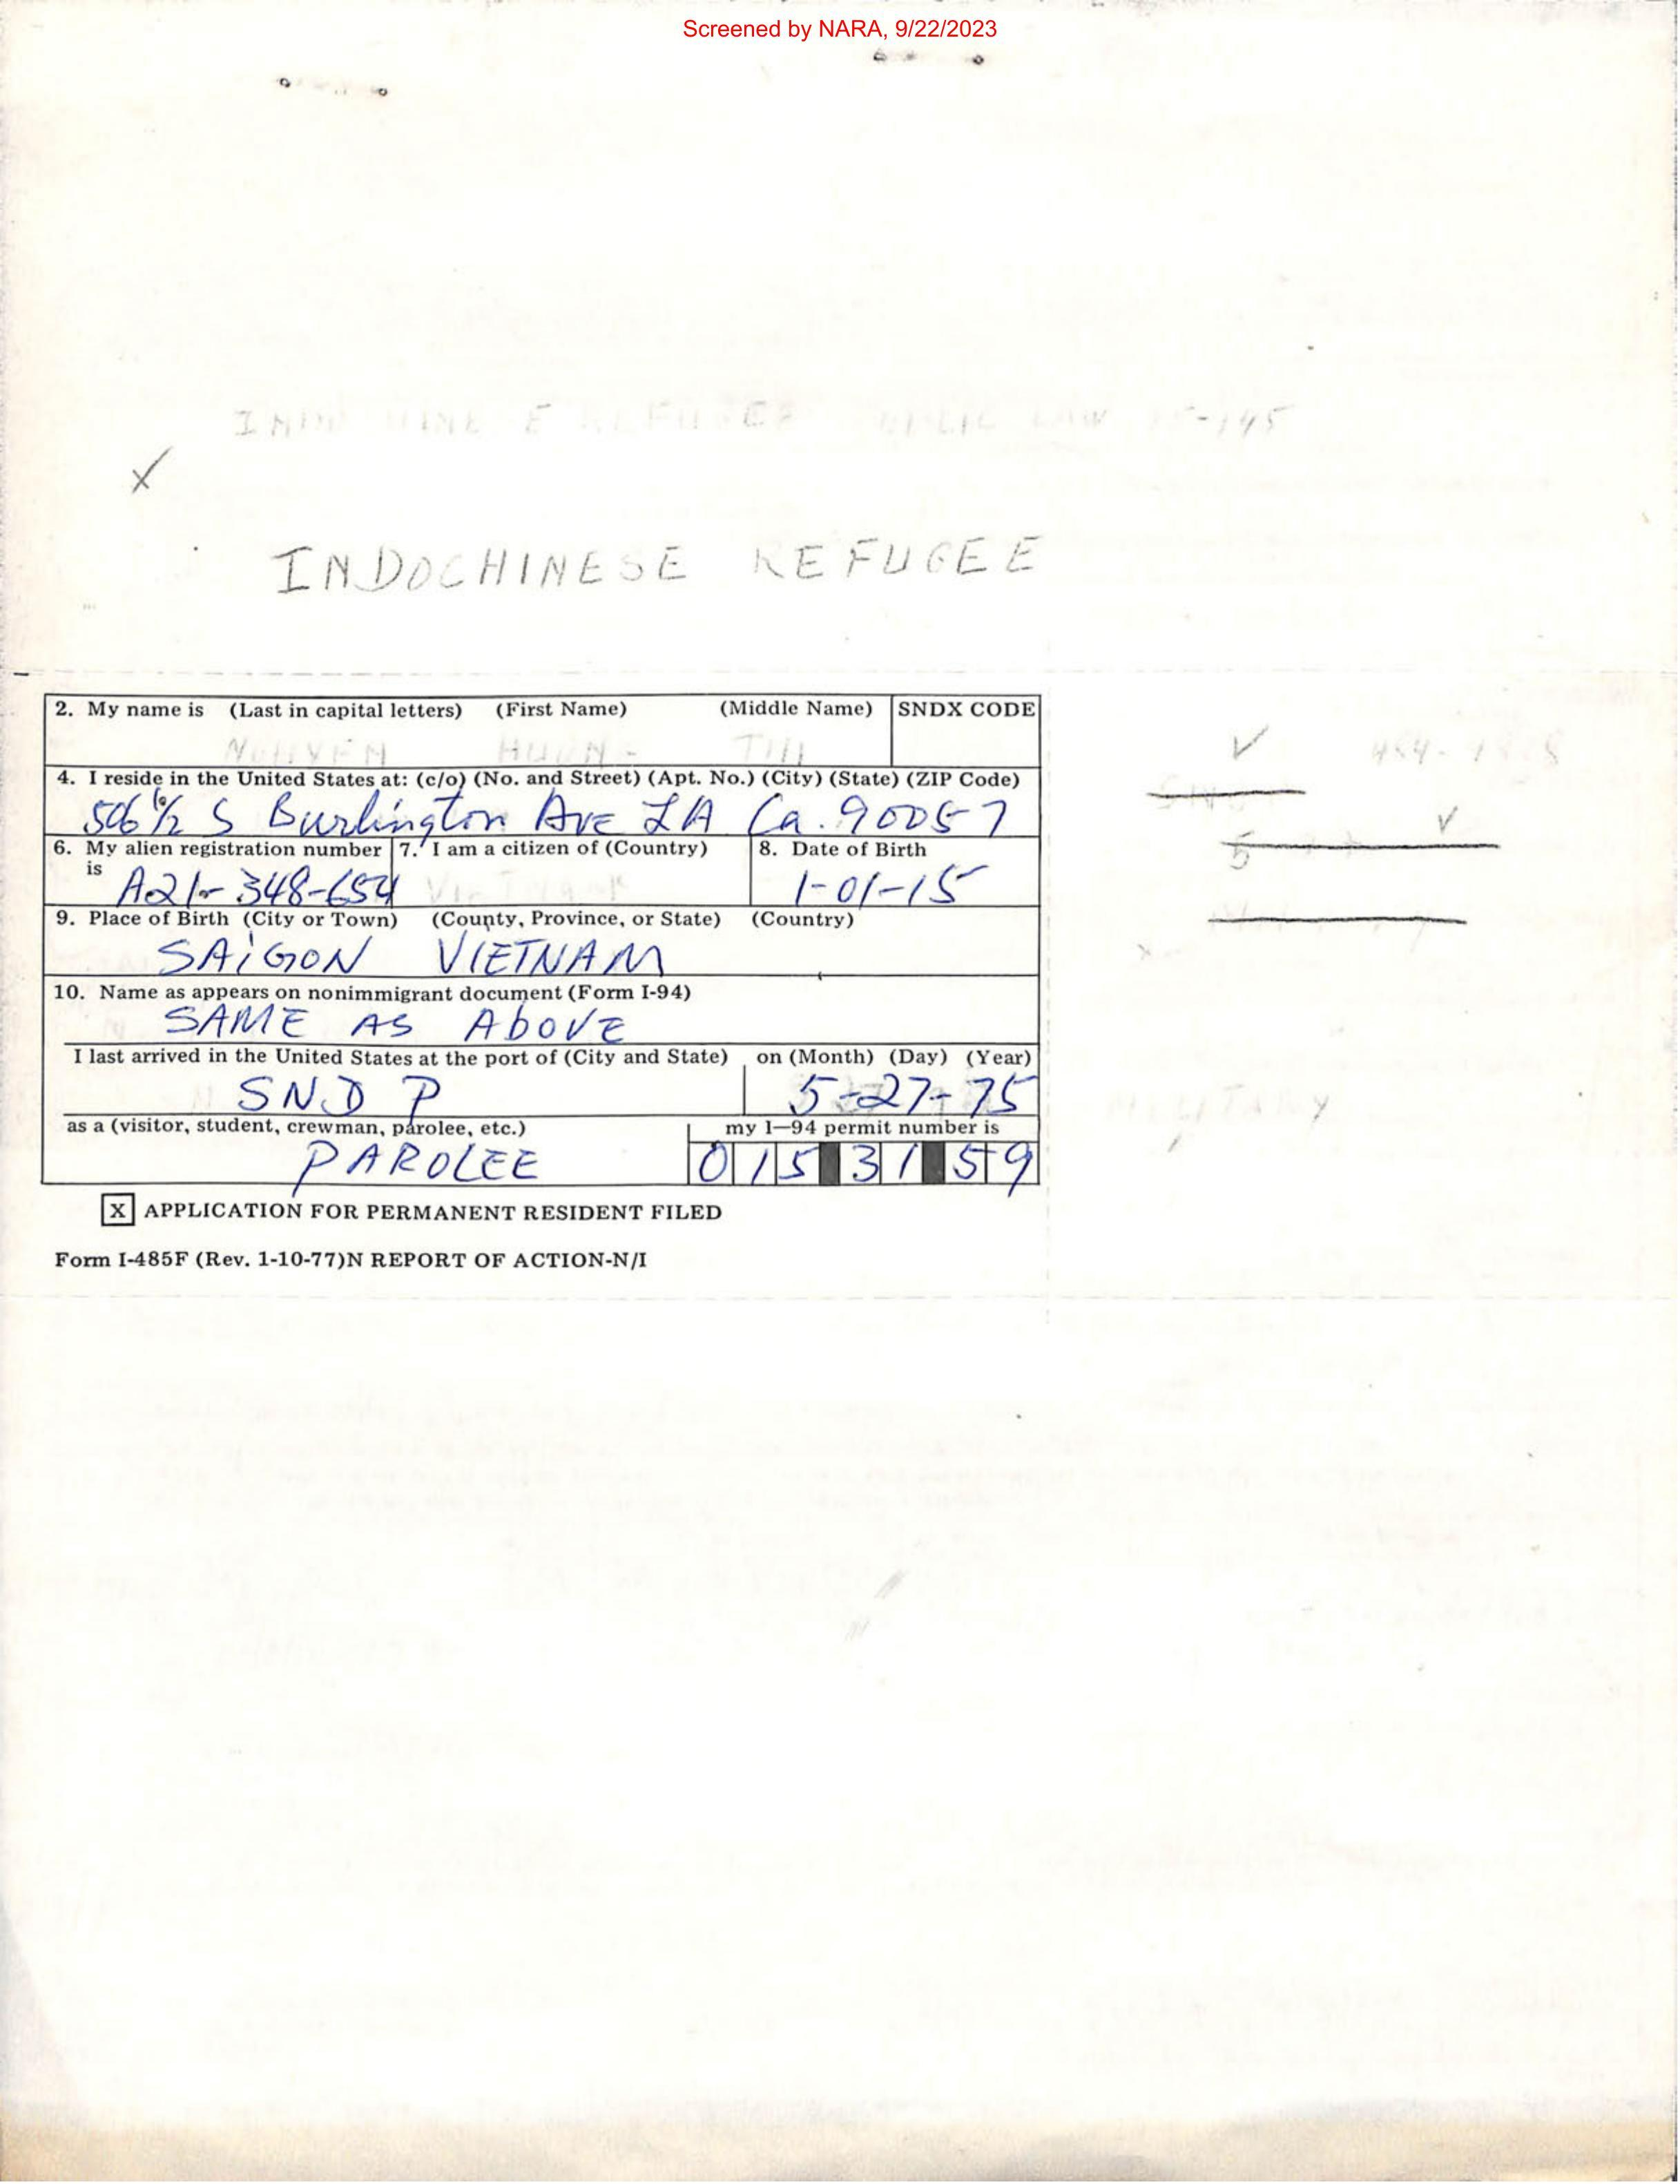 Screened by NARA, 9/22/2023
REFUGEE LAW -145
INDOCHINESE REFUGEE
2. My name is (Last in capital letters) (First Name) (Middle Name) SNDX CODE
NGUYEN THI
4. I reside in the United States at: (c/o) (No. and Street) (Apt. No.) (City) (State) (ZIP Code)
506 1/2 S Burlington Ave LA Ca. 90057
6. My alien registration number is 7. I am a citizen of (Country) 8. Date of Birth
A21-348-654 VIETNAM 1-01-15
9. Place of Birth (City or Town) (County, Province, or State) (Country)
SAiGON VIETNAM
10. Name as appears on nonimmigrant document (Form I-94)
SAME AS AbOVE
I last arrived in the United States at the port of (City and State) on (Month) (Day) (Year)
SND P 5-27-75
as a (visitor, student, crewman, parolee, etc.) my I-94 permit number is
PAROLEE 015 31 59
X APPLICATION FOR PERMANENT RESIDENT FILED
Form I-485F (Rev. 1-10-77)N REPORT OF ACTION-N/I
5
MILITARY